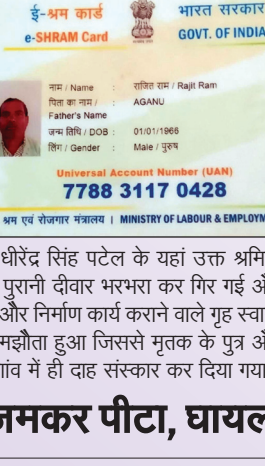 ई-श्रम कार्ड भारत सरकार
e-SHRAM Card GOVT. OF INDIA
नाम / Name : राजित राम / Rajit Ram
पिता का नाम / : AGANU
Father's Name
जन्म तिथि / DOB : 01/01/1966
लिंग / Gender : Male / पुरुष
Universal Account Number (UAN)
7788 3117 0428
श्रम एवं रोजगार मंत्रालय | MINISTRY OF LABOUR & EMPLOYM
धीरेंद्र सिंह पटेल के यहां उक्त श्रमि
पुरानी दीवार भरभरा कर गिर गई औ
और निर्माण कार्य कराने वाले गृह स्वा
मझौता हुआ जिससे मृतक के पुत्र औ
गांव में ही दाह संस्कार कर दिया गया
जमकर पीटा, घायल